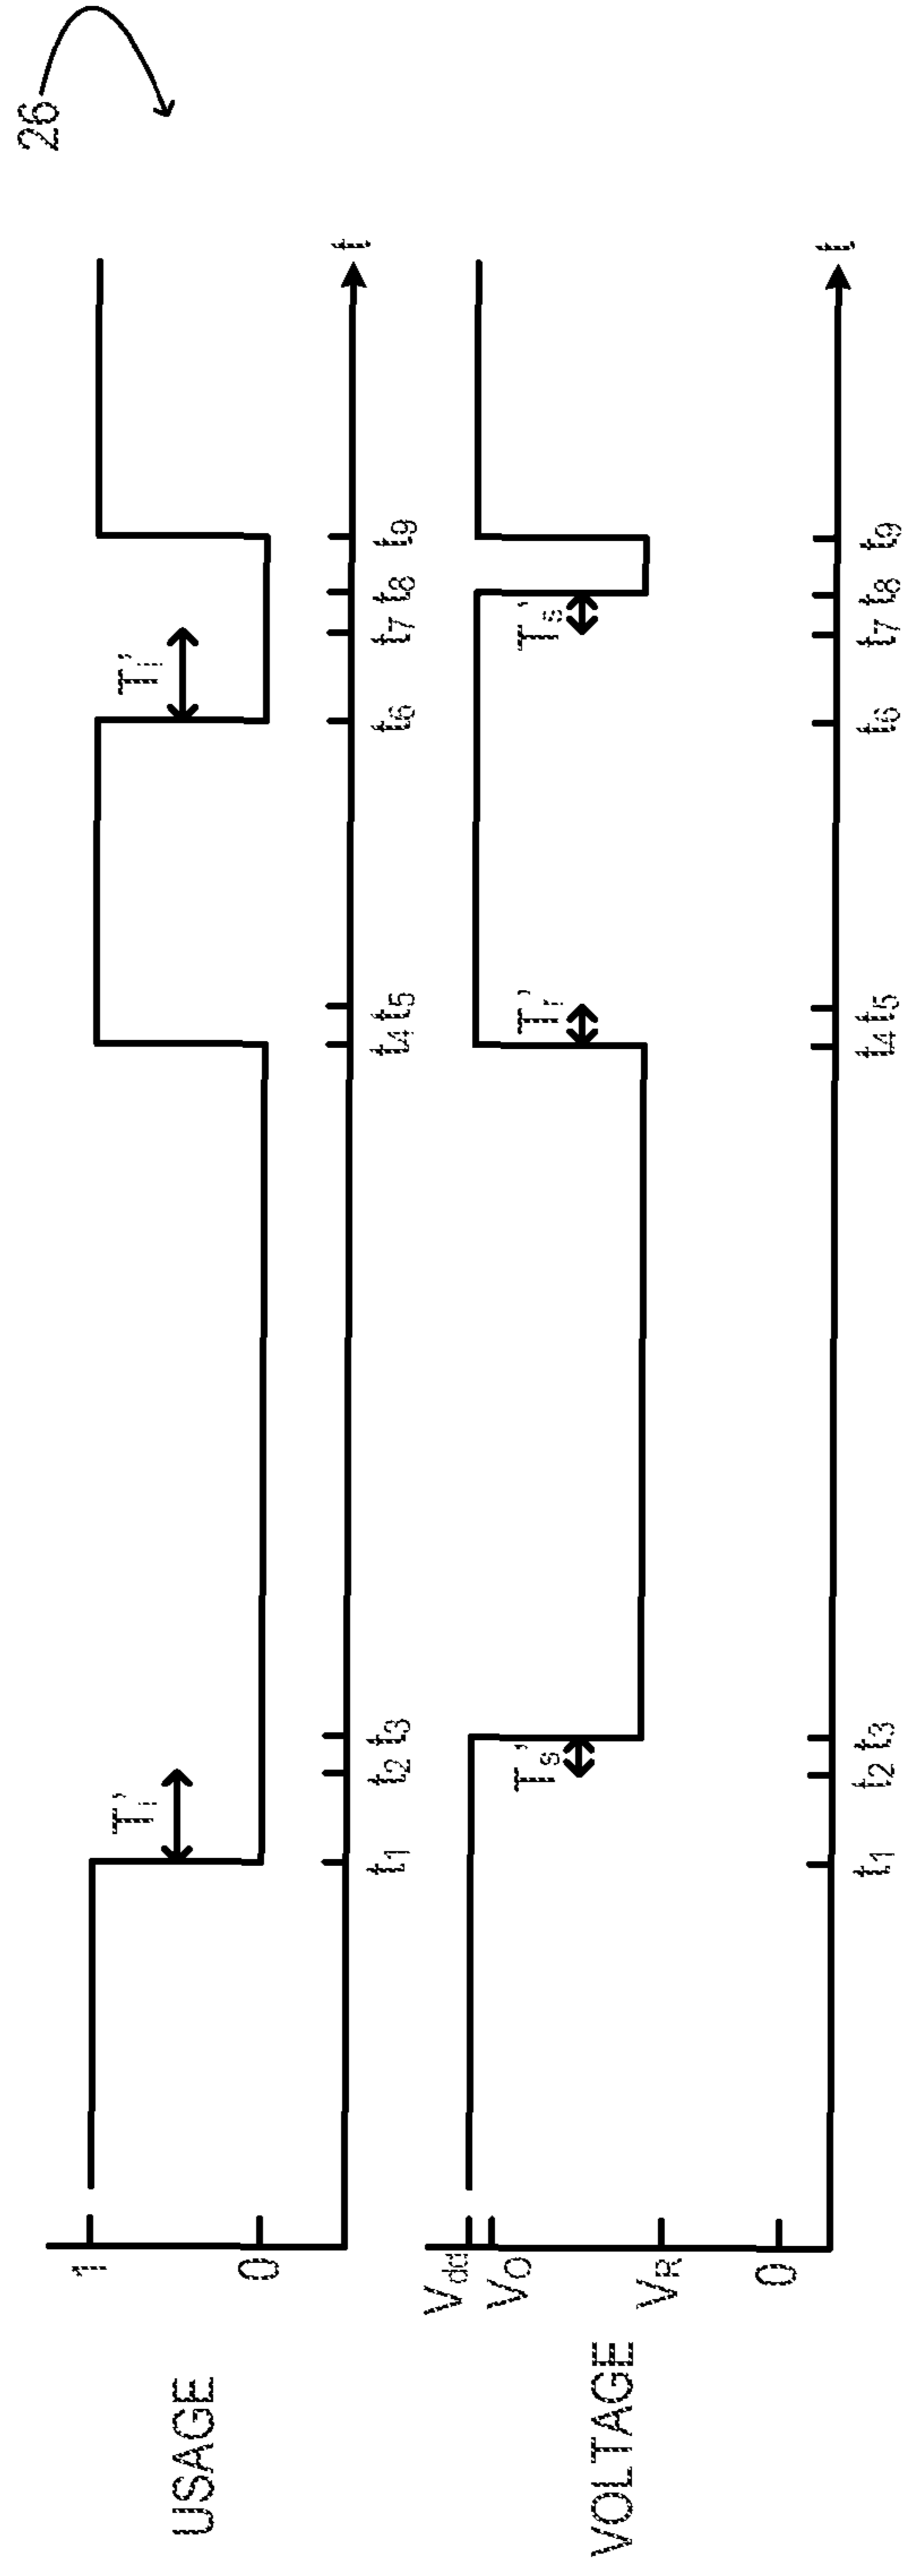 26
USAGE
1
0
Tᵢ'
Tᵢ'
t
t₁ t₂ t₃ t₄ t₅ t₆ t₇ t₈ t₉
VOLTAGE
Vdd
VO
VR
0
Tₛ'
Tᵣ'
Tₛ'
t
t₁ t₂ t₃ t₄ t₅ t₆ t₇ t₈ t₉